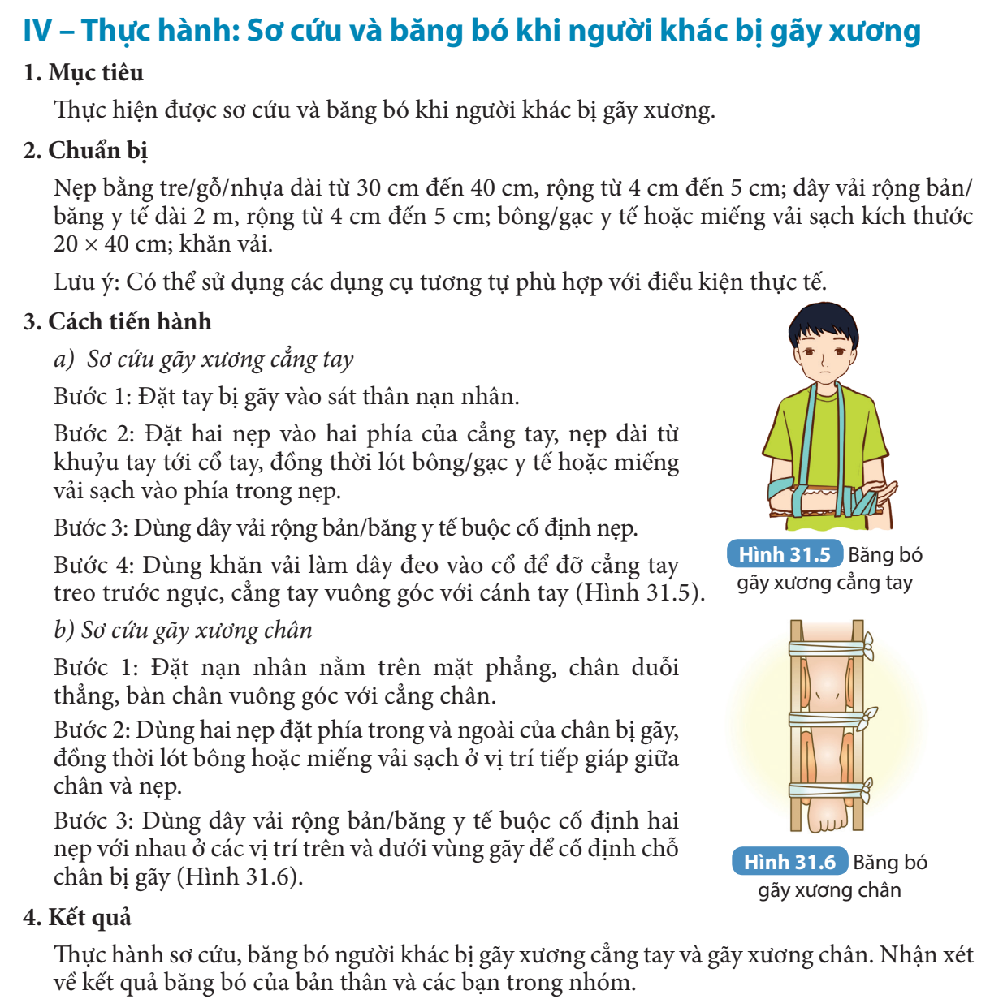 IV – Thực hành: Sơ cứu và băng bó khi người khác bị gãy xương
1. Mục tiêu
Thực hiện được sơ cứu và băng bó khi người khác bị gãy xương.
2. Chuẩn bị
Nẹp bằng tre/gỗ/nhựa dài từ 30 cm đến 40 cm, rộng từ 4 cm đến 5 cm; dây vải rộng bản/
băng y tế dài 2 m, rộng từ 4 cm đến 5 cm; bông/gạc y tế hoặc miếng vải sạch kích thước
20 × 40 cm; khăn vải.
Lưu ý: Có thể sử dụng các dụng cụ tương tự phù hợp với điều kiện thực tế.
3. Cách tiến hành
a) Sơ cứu gãy xương cẳng tay
Bước 1: Đặt tay bị gãy vào sát thân nạn nhân.
Bước 2: Đặt hai nẹp vào hai phía của cẳng tay, nẹp dài từ
khuỷu tay tới cổ tay, đồng thời lót bông/gạc y tế hoặc miếng
vải sạch vào phía trong nẹp.
Bước 3: Dùng dây vải rộng bản/băng y tế buộc cố định nẹp.
Bước 4: Dùng khăn vải làm dây đeo vào cổ để đỡ cẳng tay
treo trước ngực, cẳng tay vuông góc với cánh tay (Hình 31.5).
Hình 31.5 Băng bó
gãy xương cẳng tay
b) Sơ cứu gãy xương chân
Bước 1: Đặt nạn nhân nằm trên mặt phẳng, chân duỗi
thẳng, bàn chân vuông góc với cẳng chân.
Bước 2: Dùng hai nẹp đặt phía trong và ngoài của chân bị gãy,
đồng thời lót bông hoặc miếng vải sạch ở vị trí tiếp giáp giữa
chân và nẹp.
Bước 3: Dùng dây vải rộng bản/băng y tế buộc cố định hai
nẹp với nhau ở các vị trí trên và dưới vùng gãy để cố định chỗ
chân bị gãy (Hình 31.6).
Hình 31.6 Băng bó
gãy xương chân
4. Kết quả
Thực hành sơ cứu, băng bó người khác bị gãy xương cẳng tay và gãy xương chân. Nhận xét
về kết quả băng bó của bản thân và các bạn trong nhóm.